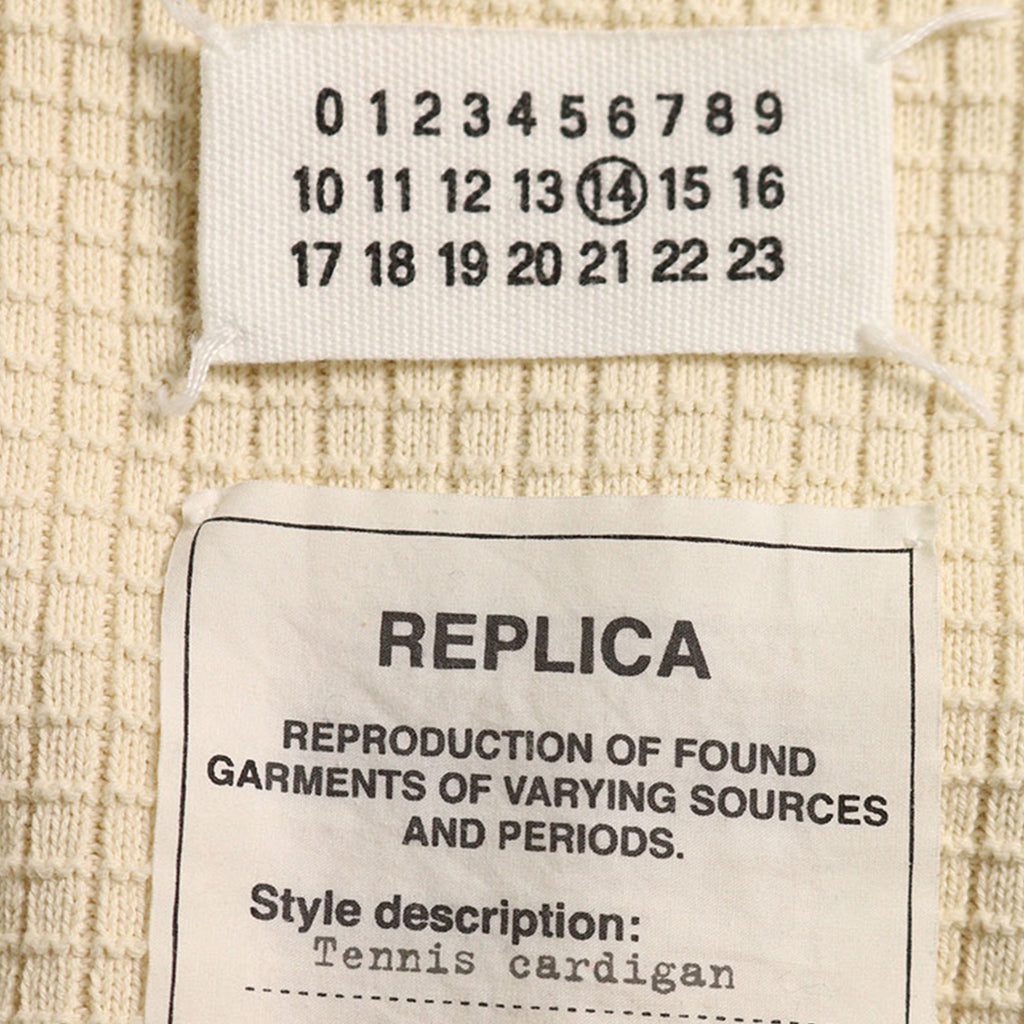 0 1 2 3 4 5 6 7 8 9
10 11 12 13 14 15 16
17 18 19 20 21 22 23
REPLICA
REPRODUCTION OF FOUND
GARMENTS OF VARYING SOURCES
AND PERIODS.
Style description:
Tennis cardigan